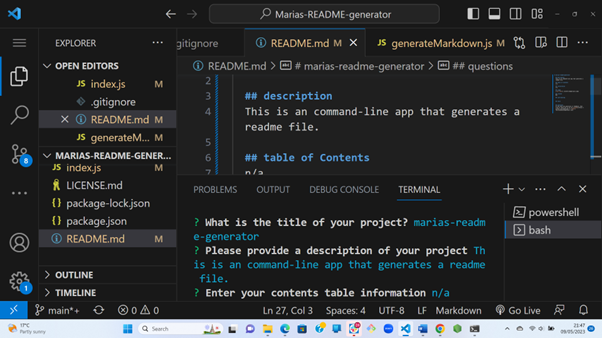 Marias-README-generator
EXPLORER
OPEN EDITORS
JS index.js M
.gitignore
README.md M
JS generateM... M
MARIAS-README-GENER...
JS index.js M
LICENSE.md
{} package-lock.json
{} package.json
README.md M
OUTLINE
TIMELINE
8
1
.gitignore
README.md M
JS generateMarkdown.js M
README.md > # marias-readme-generator > ## questions
2
3 ## description
4 This is an command-line app that generates a
readme file.
5
6 ## table of Contents
7 n/a
PROBLEMS OUTPUT DEBUG CONSOLE TERMINAL
? What is the title of your project? marias-readm
e-generator
? Please provide a description of your project Th
is is an command-line app that generates a readme
file.
? Enter your contents table information n/a
powershell
bash
main*+ 0 0 Ln 27, Col 3 Spaces: 4 UTF-8 LF Markdown Go Live
17°C
Partly sunny
Search
21:47
09/05/2023